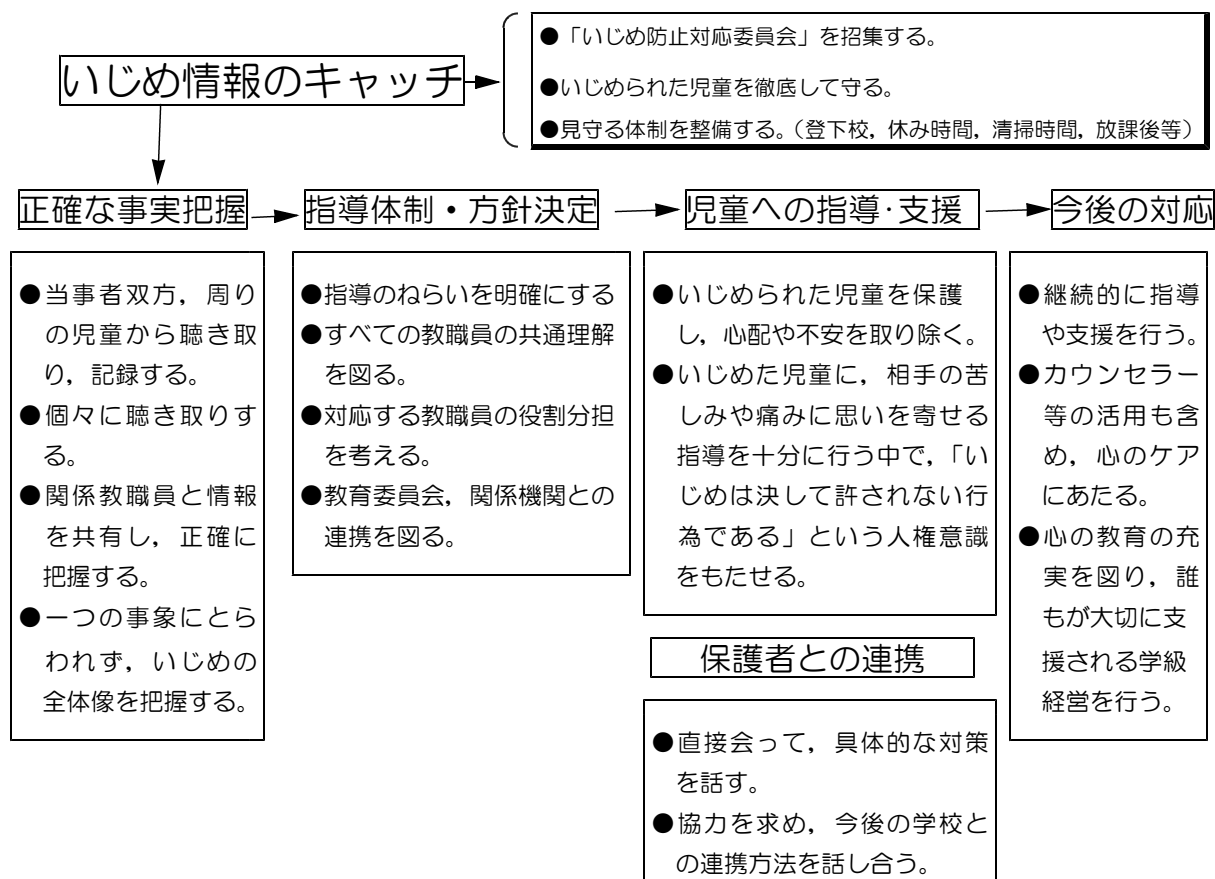 ●「いじめ防止対応委員会」を招集する。
いじめ情報のキャッチ
●いじめられた児童を徹底して守る。
●見守る体制を整備する。（登下校，休み時間，清掃時間，放課後等）
正確な事実把握
指導体制・方針決定
児童への指導･支援
今後の対応
●当事者双方，周り
の児童から聴き取
り，記録する。
●個々に聴き取りす
る。
●関係教職員と情報
を共有し，正確に
把握する。
●一つの事象にとら
われず，いじめの
全体像を把握する。
●指導のねらいを明確にする
●すべての教職員の共通理解
を図る。
●対応する教職員の役割分担
を考える。
●教育委員会，関係機関との
連携を図る。
●いじめられた児童を保護
し，心配や不安を取り除く。
●いじめた児童に，相手の苦
しみや痛みに思いを寄せる
指導を十分に行う中で，「い
じめは決して許されない行
為である」という人権意識
をもたせる。
保護者との連携
●直接会って，具体的な対策
を話す。
●協力を求め，今後の学校と
の連携方法を話し合う。
●継続的に指導
や支援を行う。
●カウンセラー
等の活用も含
め，心のケア
にあたる。
●心の教育の充
実を図り，誰
もが大切に支
援される学級
経営を行う。